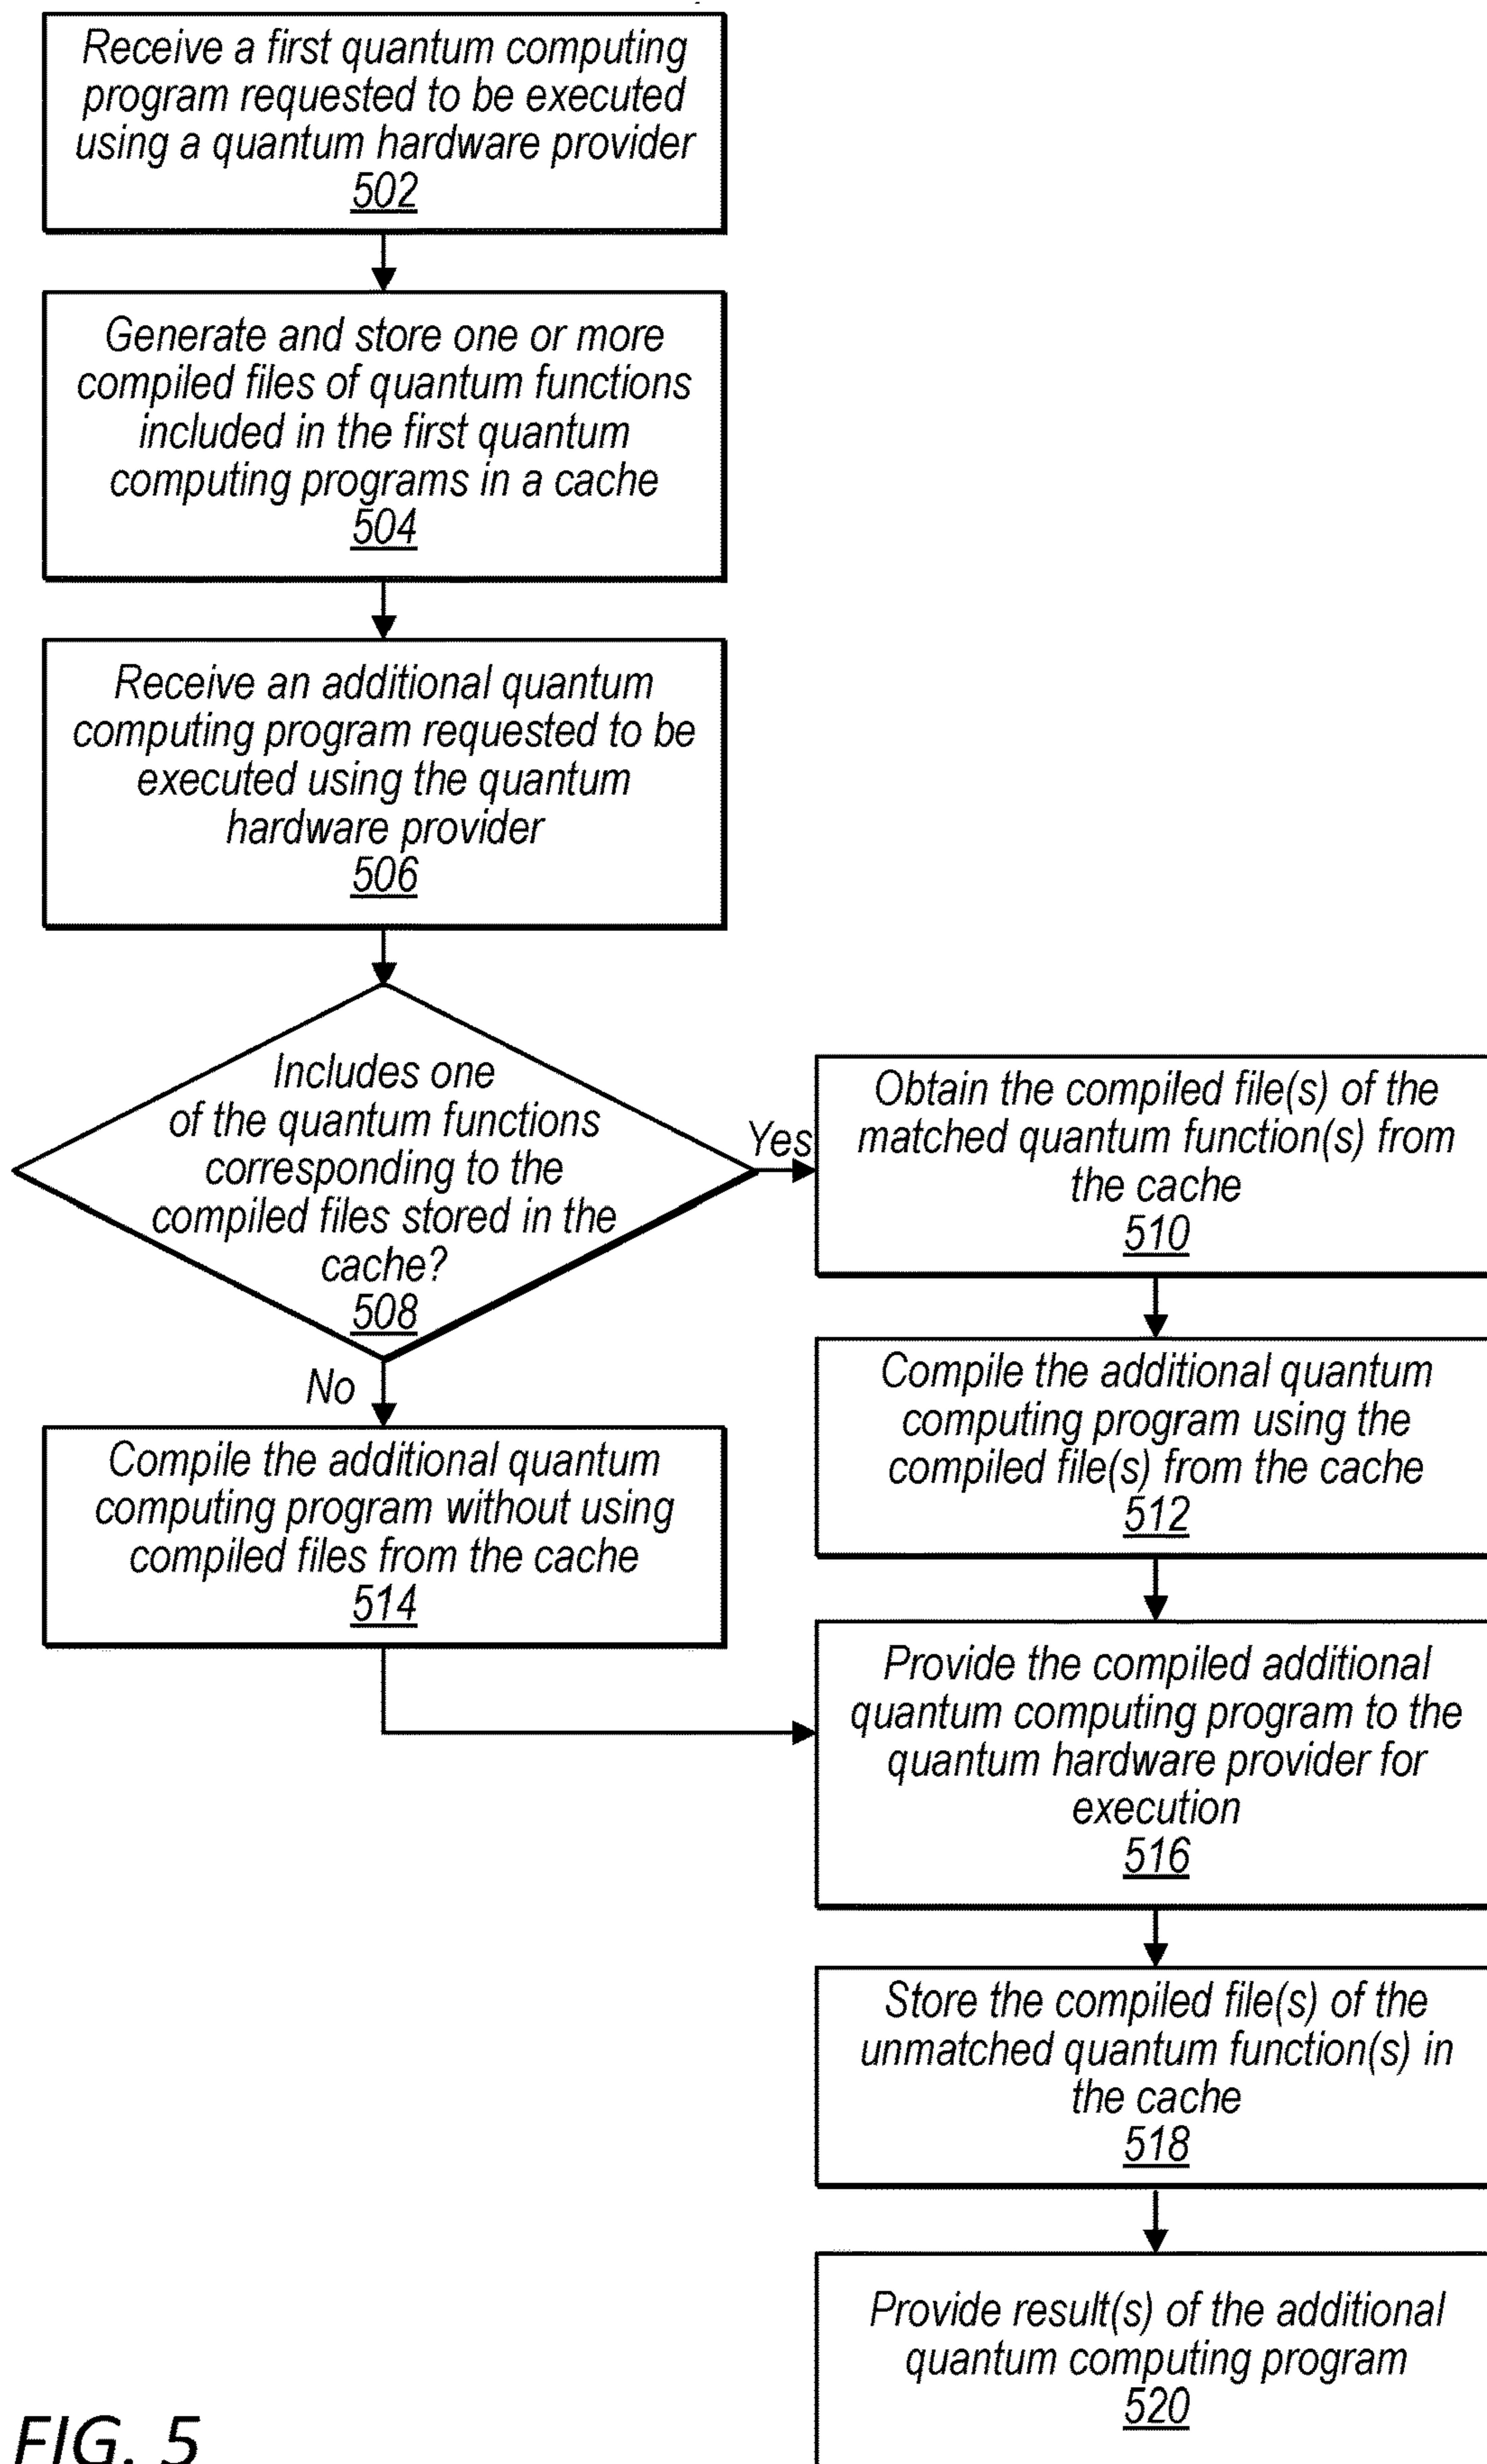 Receive a first quantum computing
program requested to be executed
using a quantum hardware provider
502
Generate and store one or more
compiled files of quantum functions
included in the first quantum
computing programs in a cache
504
Receive an additional quantum
computing program requested to be
executed using the quantum
hardware provider
506
Includes one
of the quantum functions
corresponding to the
compiled files stored in the
cache?
508
Yes
No
Obtain the compiled file(s) of the
matched quantum function(s) from
the cache
510
Compile the additional quantum
computing program using the
compiled file(s) from the cache
512
Compile the additional quantum
computing program without using
compiled files from the cache
514
Provide the compiled additional
quantum computing program to the
quantum hardware provider for
execution
516
Store the compiled file(s) of the
unmatched quantum function(s) in
the cache
518
Provide result(s) of the additional
quantum computing program
520
FIG. 5